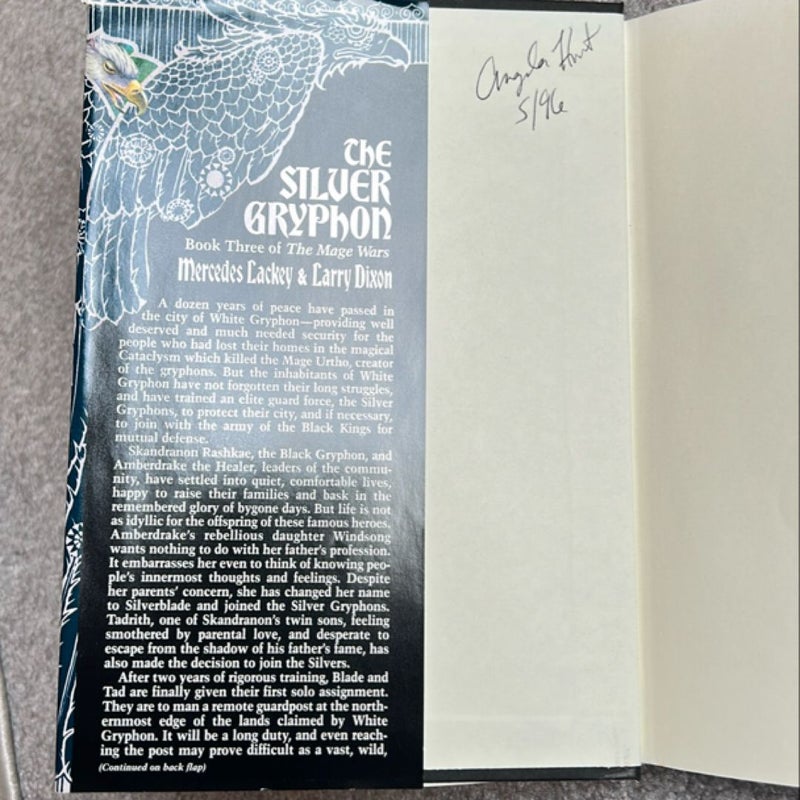 THE
SILVER
GRYPHON
Book Three of The Mage Wars
Mercedes Lackey & Larry Dixon
A dozen years of peace have passed in
the city of White Gryphon—providing well
deserved and much needed security for the
people who had lost their homes in the magical
Cataclysm which killed the Mage Urtho, creator
of the gryphons. But the inhabitants of White
Gryphon have not forgotten their long struggles,
and have trained an elite guard force, the Silver
Gryphons, to protect their city, and if necessary,
to join with the army of the Black Kings for
mutual defense.
Skandranon Rashkae, the Black Gryphon, and
Amberdrake the Healer, leaders of the commu-
nity, have settled into quiet, comfortable lives,
happy to raise their families and bask in the
remembered glory of bygone days. But life is not
as idyllic for the offspring of these famous heroes.
Amberdrake's rebellious daughter Windsong
wants nothing to do with her father's profession.
It embarrasses her even to think of knowing peo-
ple's innermost thoughts and feelings. Despite
her parents' concern, she has changed her name
to Silverblade and joined the Silver Gryphons.
Tadrith, one of Skandranon's twin sons, feeling
smothered by parental love, and desperate to
escape from the shadow of his father's fame, has
also made the decision to join the Silvers.
After two years of rigorous training, Blade and
Tad are finally given their first solo assignment.
They are to man a remote guardpost at the north-
ernmost edge of the lands claimed by White
Gryphon. It will be a long duty, and even reach-
ing the post may prove difficult as a vast, wild,
(Continued on back flap)
Angela Hunt
5/96